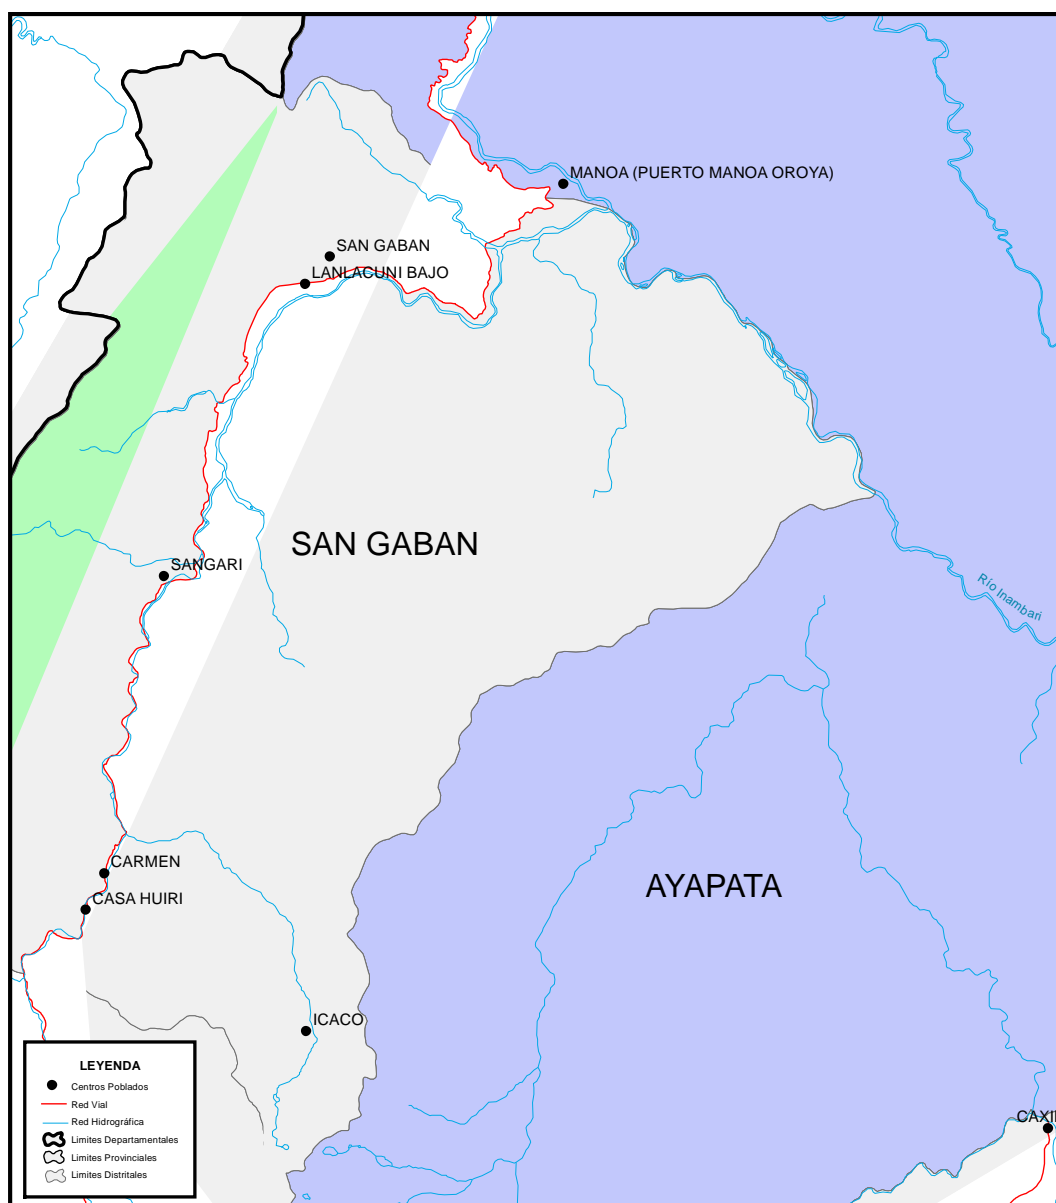 MANOA (PUERTO MANOA OROYA)
SAN GABAN
LANLACUNI BAJO
SAN GABAN
SANGARI
Río Inambari
CARMEN
AYAPATA
CASA HUIRI
ICACO
LEYENDA
Centros Poblados
Red Vial
Red Hidrográfica
Limites Departamentales
Limites Provinciales
Limites Distritales